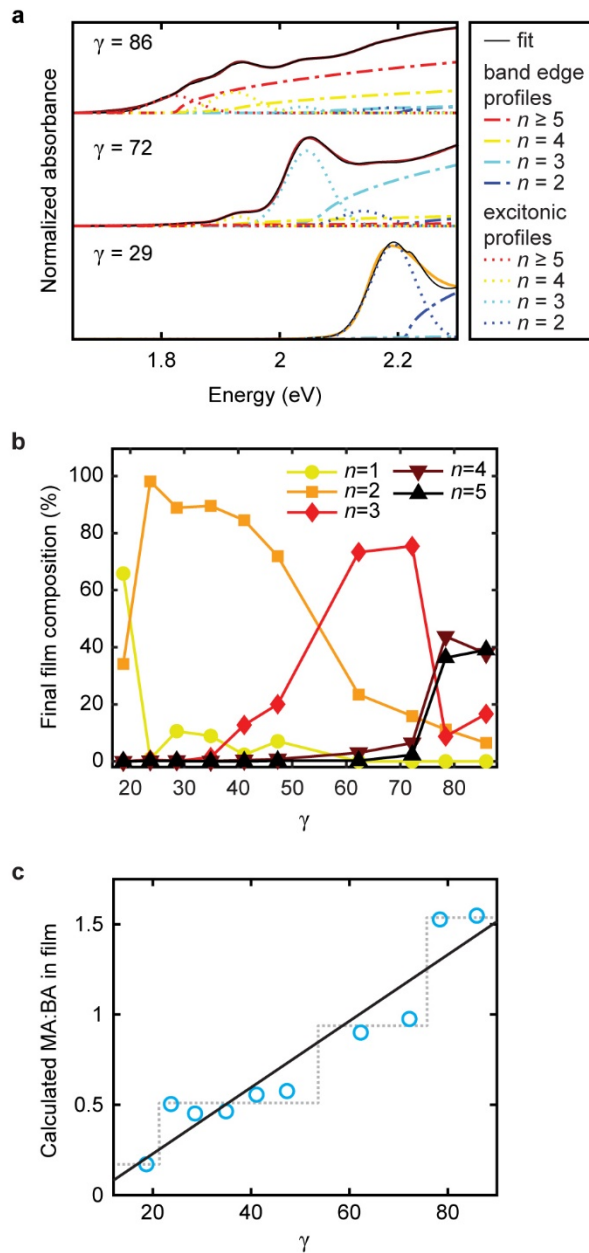 a
γ = 86
γ = 72
γ = 29
Normalized absorbance
1.8
2
2.2
Energy (eV)
fit
band edge
profiles
n ≥ 5
n = 4
n = 3
n = 2
excitonic
profiles
n ≥ 5
n = 4
n = 3
n = 2
b
Final film composition (%)
100
80
60
40
20
0
n=1
n=2
n=3
n=4
n=5
20 30 40 50 60 70 80
γ
c
Calculated MA:BA in film
1.5
1
0.5
0
20 40 60 80
γ